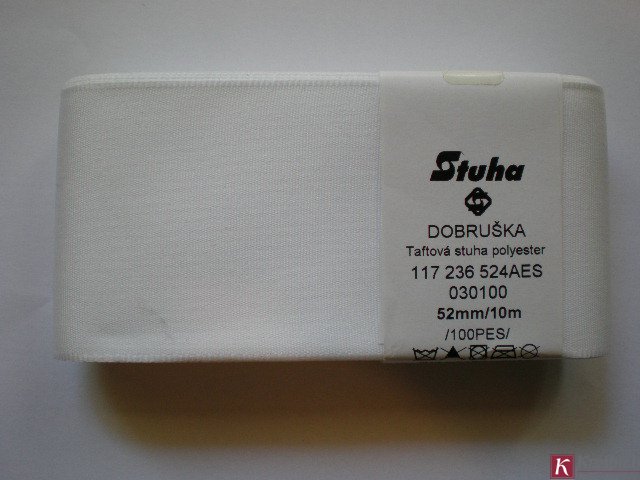 Stuha
DOBRUŠKA
Taftová stuha polyester
117 236 524AES
030100
52mm/10m
/100PES/
K